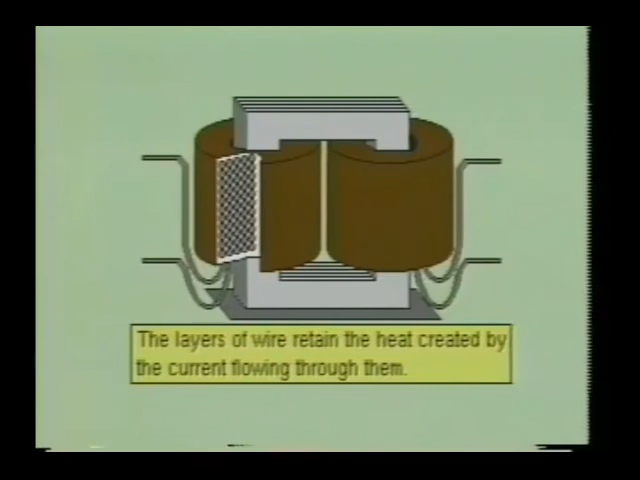 The layers of wire retain the heat created by
the current flowing through them.